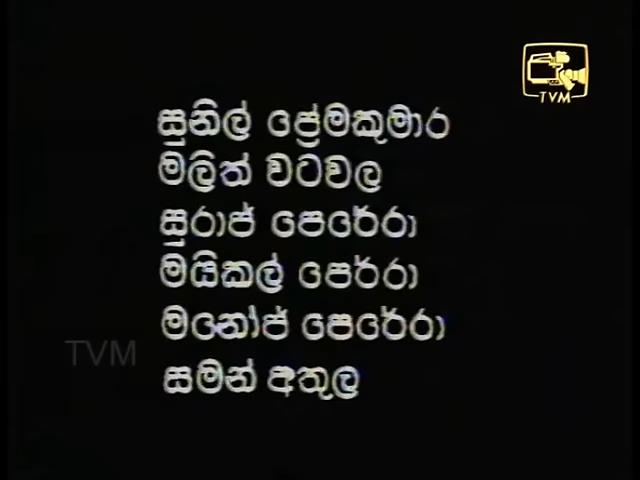 TVM
සුනිල් ප්‍රේමකුමාර
මලිත් වටවල
සුරාජ් පෙරේරා
මයිකල් පෙර්රා
මනෝජ් පෙරේරා
TVM
සමන් අතුල